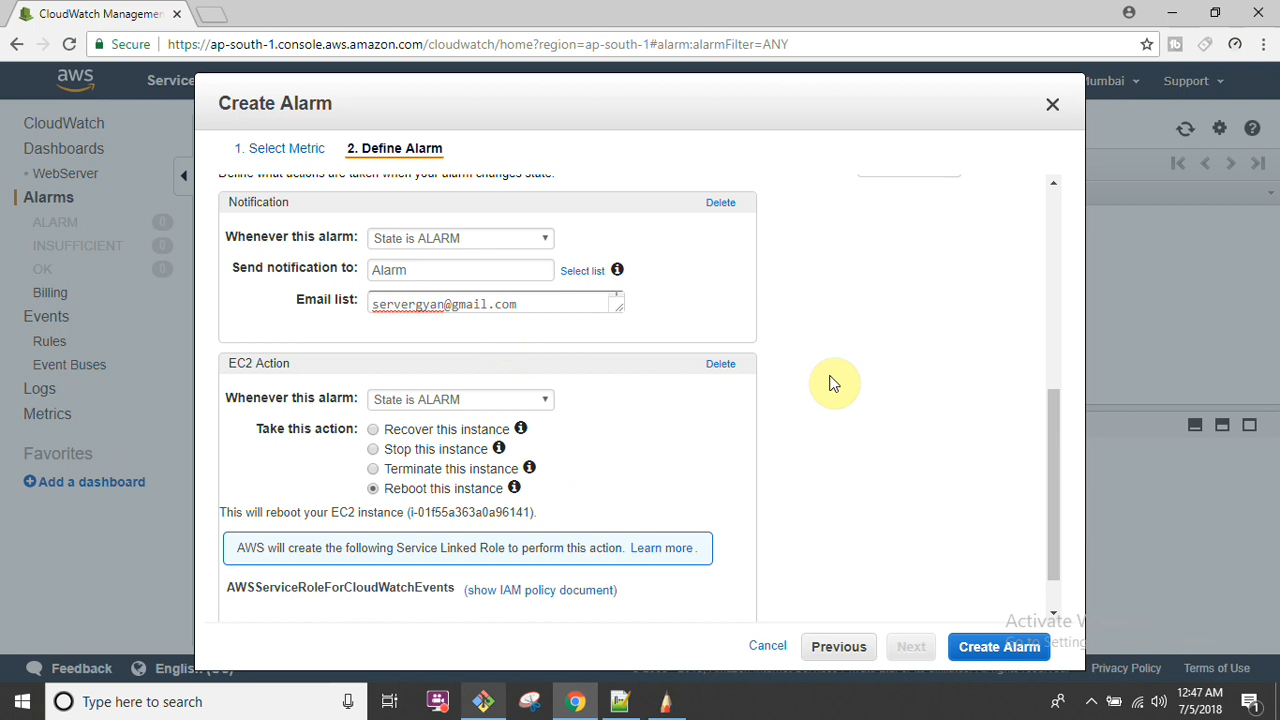 CloudWatch Managemen
Secure
https://ap-south-1.console.aws.amazon.com/cloudwatch/home?region=ap-south-1#alarm:alarmFilter=ANY
aws
Service
umbai
Support
Create Alarm
CloudWatch
Dashboards
WebServer
Alarms
ALARM 0
INSUFFICIENT 0
OK 0
Billing
Events
Rules
Event Buses
Logs
Metrics
Favorites
Add a dashboard
1. Select Metric
2. Define Alarm
Define what actions are taken when your alarm changes state.
Notification
Delete
Whenever this alarm: State is ALARM
Send notification to: Alarm Select list
Email list: servergyan@gmail.com
EC2 Action
Delete
Whenever this alarm: State is ALARM
Take this action: Recover this instance
Stop this instance
Terminate this instance
Reboot this instance
This will reboot your EC2 instance (i-01f55a363a0a96141).
AWS will create the following Service Linked Role to perform this action. Learn more.
AWSServiceRoleForCloudWatchEvents (show IAM policy document)
Activate
Cancel
Previous
Next
Create Alarm
Feedback
Privacy Policy
Terms of Use
Type here to search
12:47 AM
7/5/2018
1